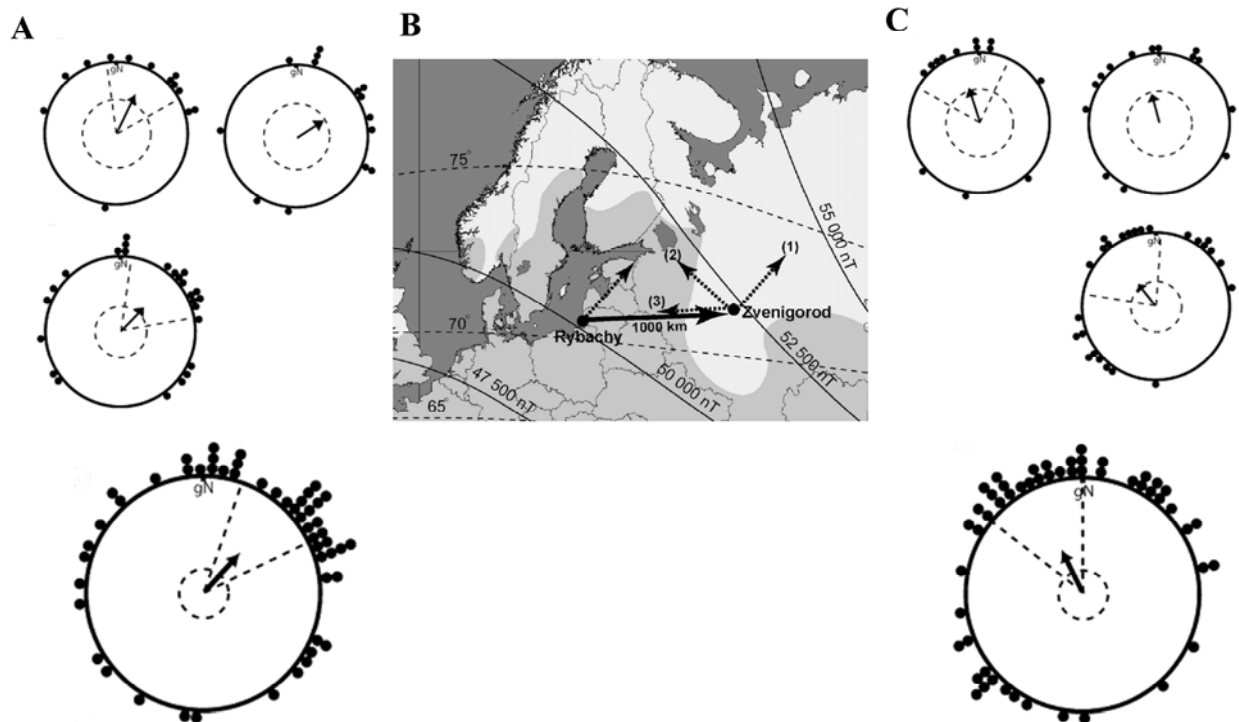 A
B
C
gN
gN
gN
gN
gN
gN
gN
gN
75°
70°
65°
55 000 nT
52 500 nT
50 000 nT
47 500 nT
(1)
(2)
(3)
1000 km
Rybachy
Zvenigorod